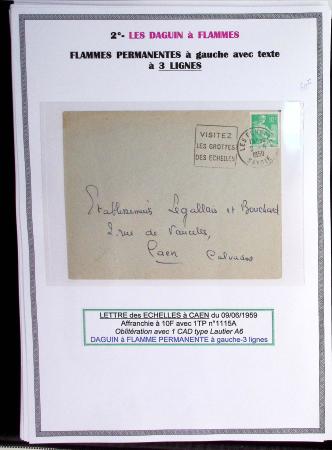 2°- LES DAGUIN à FLAMMES
FLAMMES PERMANENTES à gauche avec texte
à 3 LIGNES
VISITEZ
LES GROTTES
DES ECHELLES
1959
SAVOIE
Etablissements Legallais et Bouchard
2 rue de Vaucelles,
Caen
Calvados
LETTRE des ECHELLES à CAEN du 09/06/1959
Affranchie à 10F avec 1TP n°1115A
Oblitération avec 1 CAD type Lautier A6
DAGUIN à FLAMME PERMANENTE à gauche-3 lignes